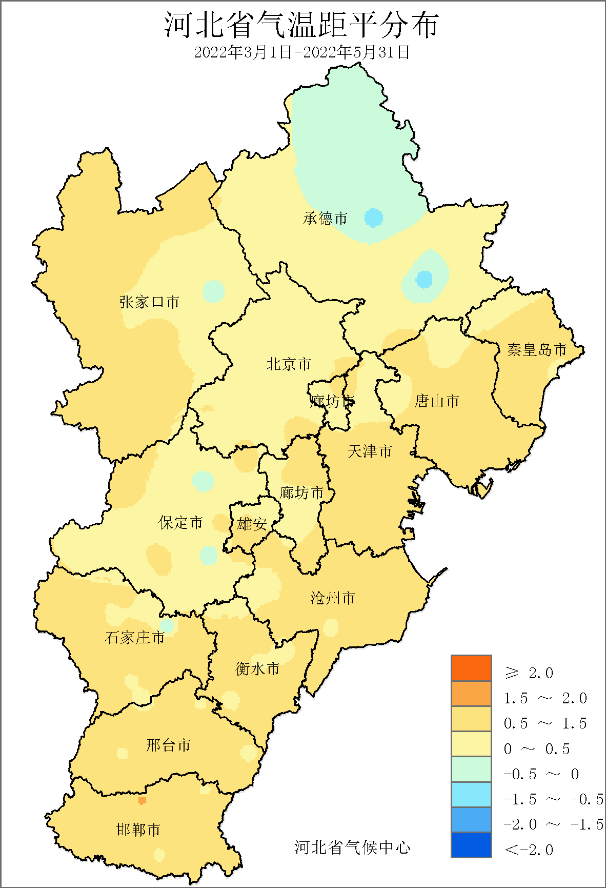 河北省气温距平分布
2022年3月1日-2022年5月31日
承德市
张家口市
秦皇岛市
北京市
廊坊市
唐山市
天津市
廊坊市
保定市
雄安
沧州市
石家庄市
衡水市
邢台市
邯郸市
≥ 2.0
1.5 ～ 2.0
0.5 ～ 1.5
0 ～ 0.5
-0.5 ～ 0
1.5 ～ -0.5
-2.0 ～ -1.5
<-2.0
河北省气候中心